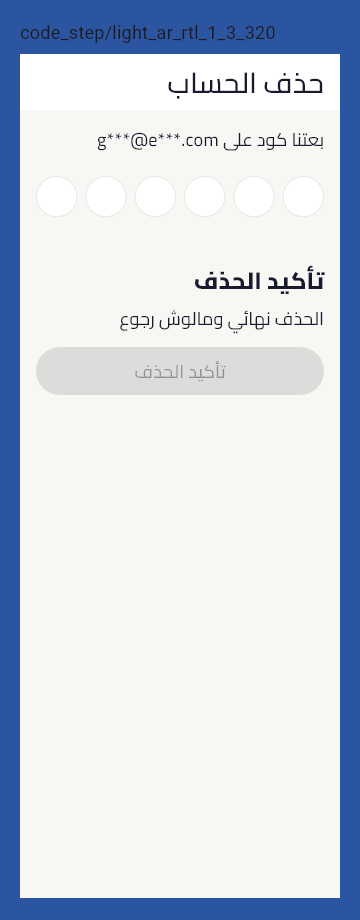 code_step/light_ar_rtl_1_3_320
حذف الحساب
بعتنا كود على g***@e***.com
تأكيد الحذف
الحذف نهائي ومالوش رجوع
تأكيد الحذف